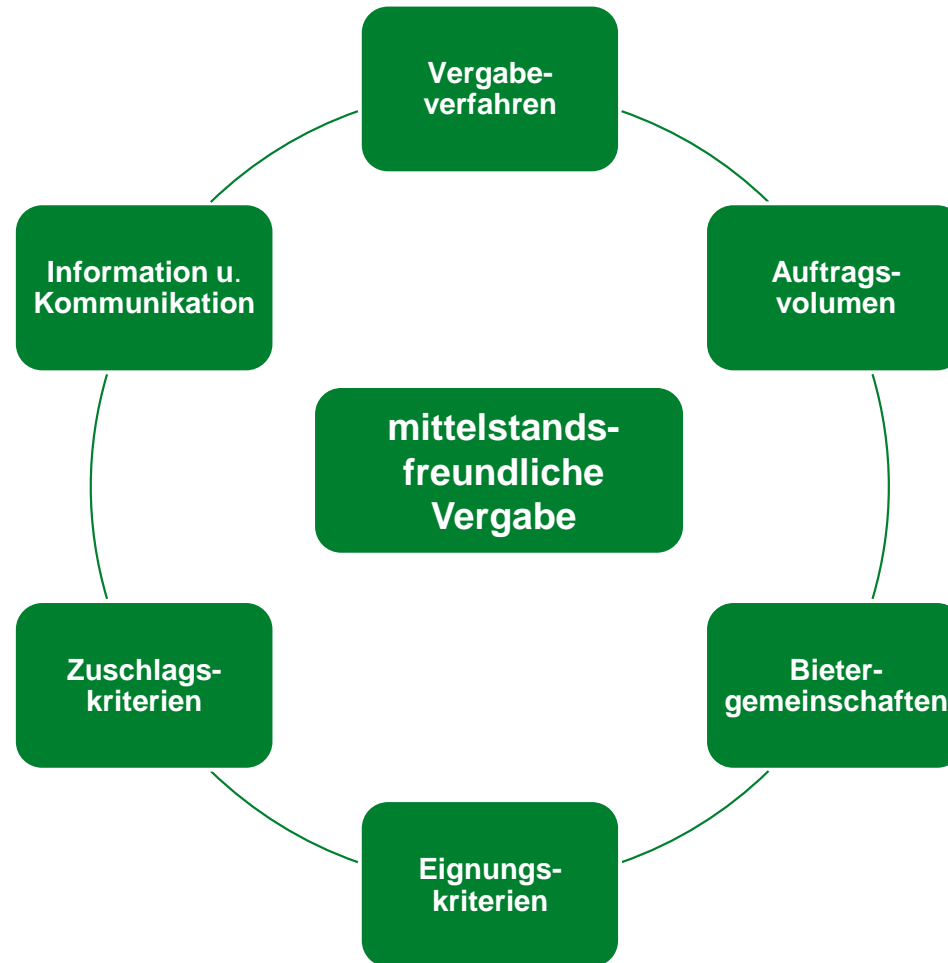 Vergabe-
verfahren
Information u.
Kommunikation
Auftrags-
volumen
mittelstands-
freundliche
Vergabe
Zuschlags-
kriterien
Bieter-
gemeinschaften
Eignungs-
kriterien